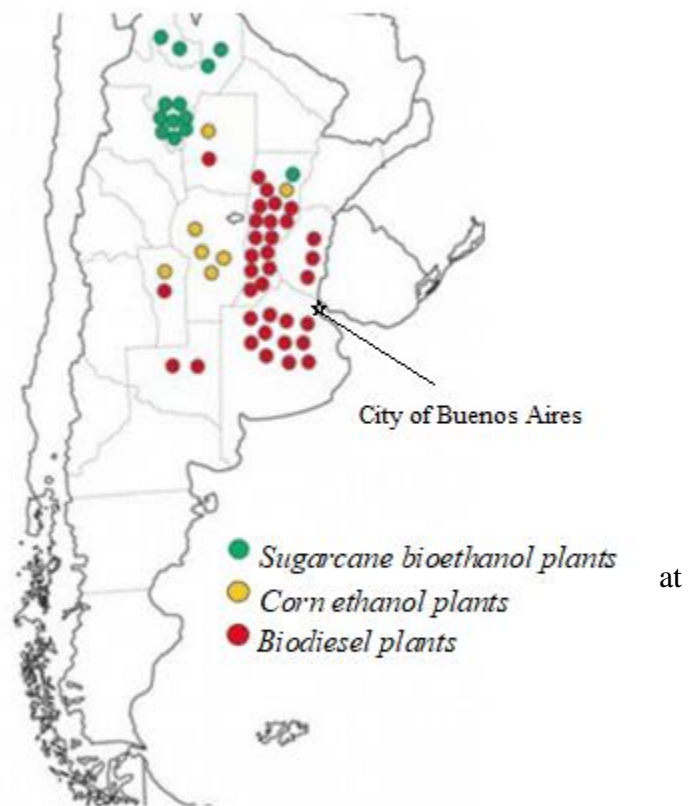 City of Buenos Aires
Sugarcane bioethanol plants
at
Corn ethanol plants
Biodiesel plants